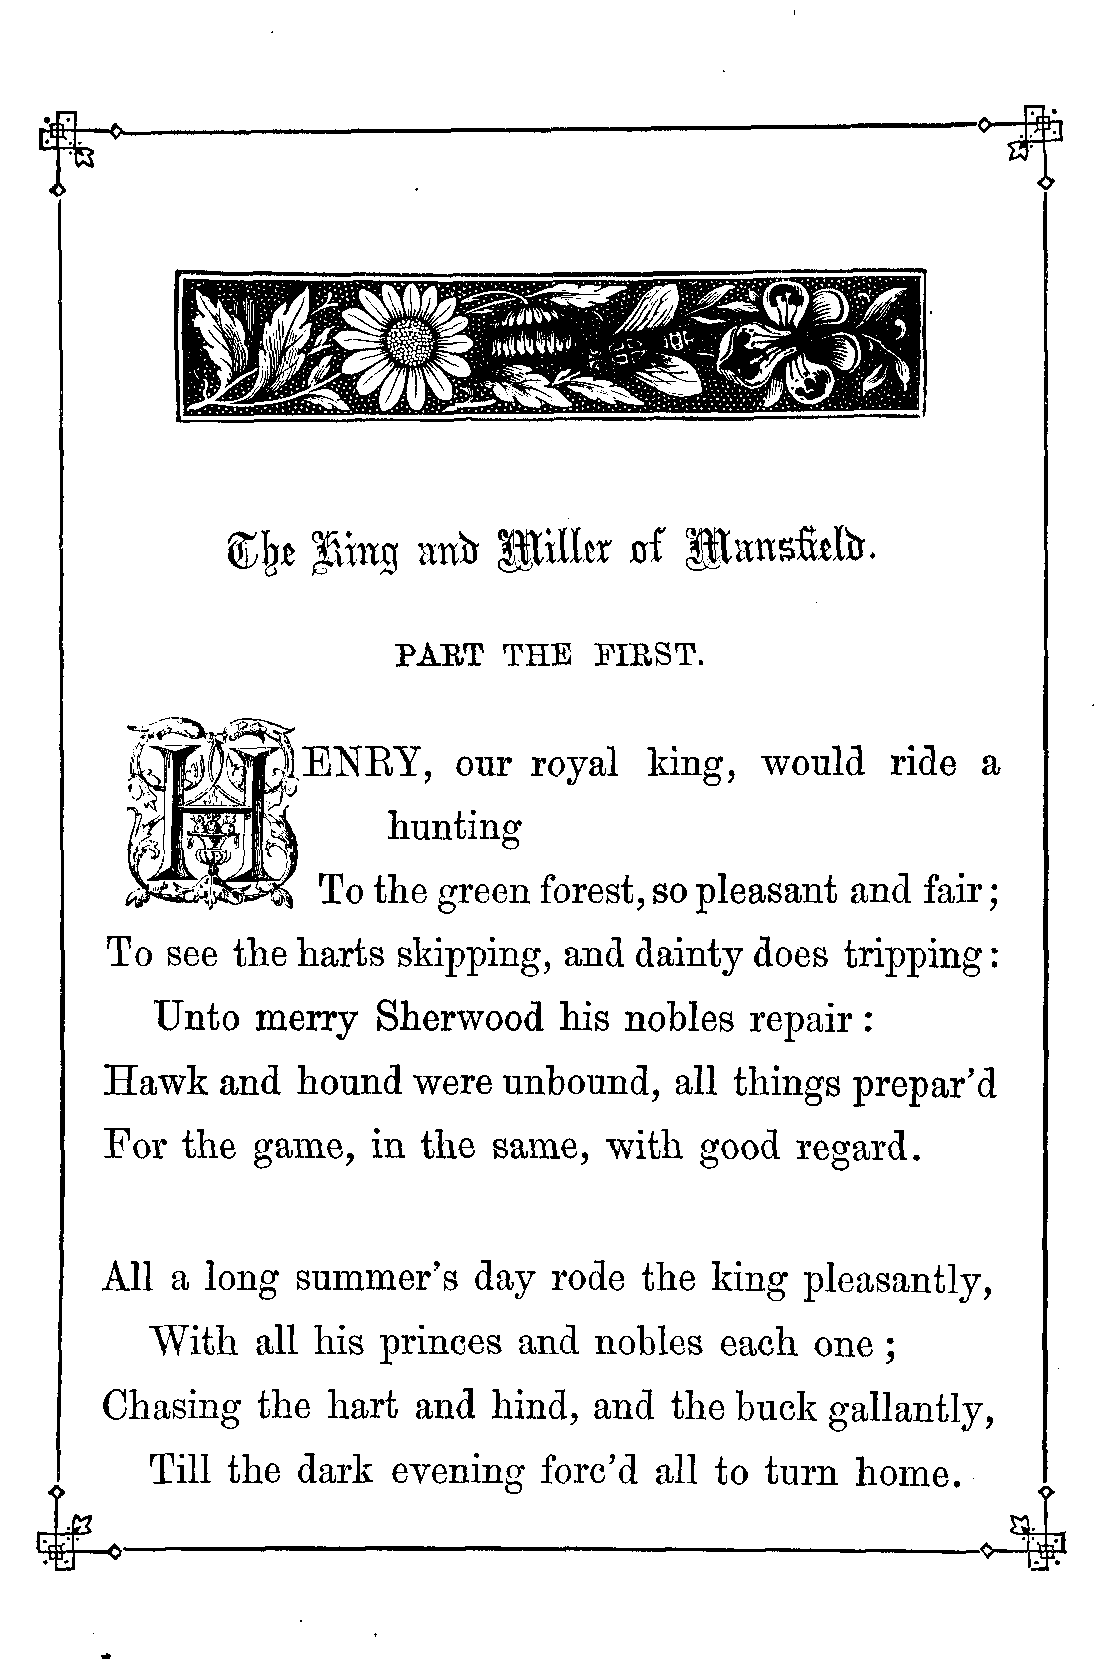 The King and Miller of Mansfield.
PART THE FIRST.
HENRY, our royal king, would ride a
hunting
To the green forest, so pleasant and fair;
To see the harts skipping, and dainty does tripping:
Unto merry Sherwood his nobles repair:
Hawk and hound were unbound, all things prepar'd
For the game, in the same, with good regard.
All a long summer's day rode the king pleasantly,
With all his princes and nobles each one;
Chasing the hart and hind, and the buck gallantly,
Till the dark evening forc'd all to turn home.